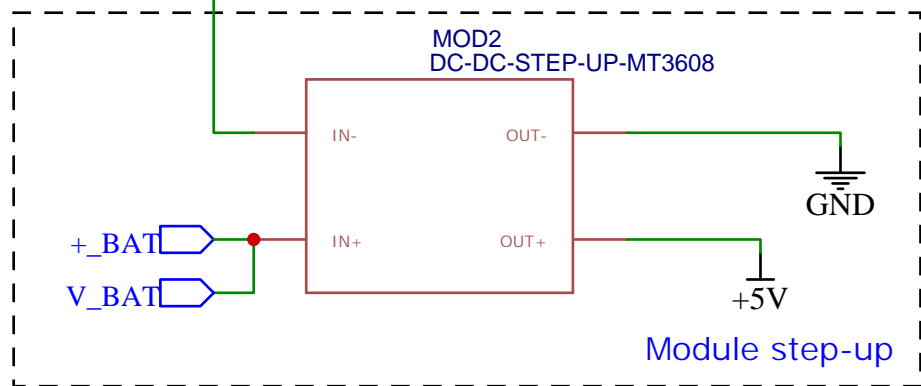 MOD2
DC-DC-STEP-UP-MT3608
IN-
OUT-
GND
+_BAT
IN+
OUT+
V_BAT
+5V
Module step-up